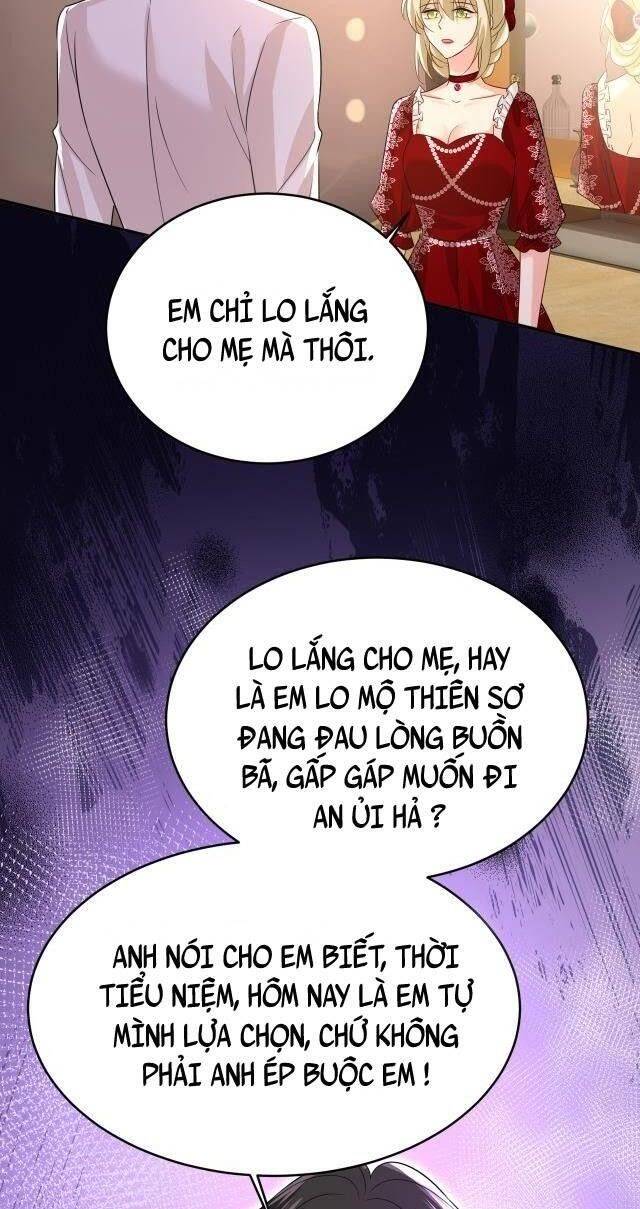 EM CHỈ LO LẮNG
CHO MẸ MÀ THÔI.
LO LẮNG CHO MẸ, HAY
LÀ EM LO MỘ THIÊN SƠ
ĐANG ĐAU LÒNG BUỒN
BÃ, GẤP GÁP MUỐN ĐI
AN ỦI HẢ ?
ANH NÓI CHO EM BIẾT, THỜI
TIỂU NIỆM, HÔM NAY LÀ EM TỰ
MÌNH LỰA CHỌN, CHỨ KHÔNG
PHẢI ANH ÉP BUỘC EM !